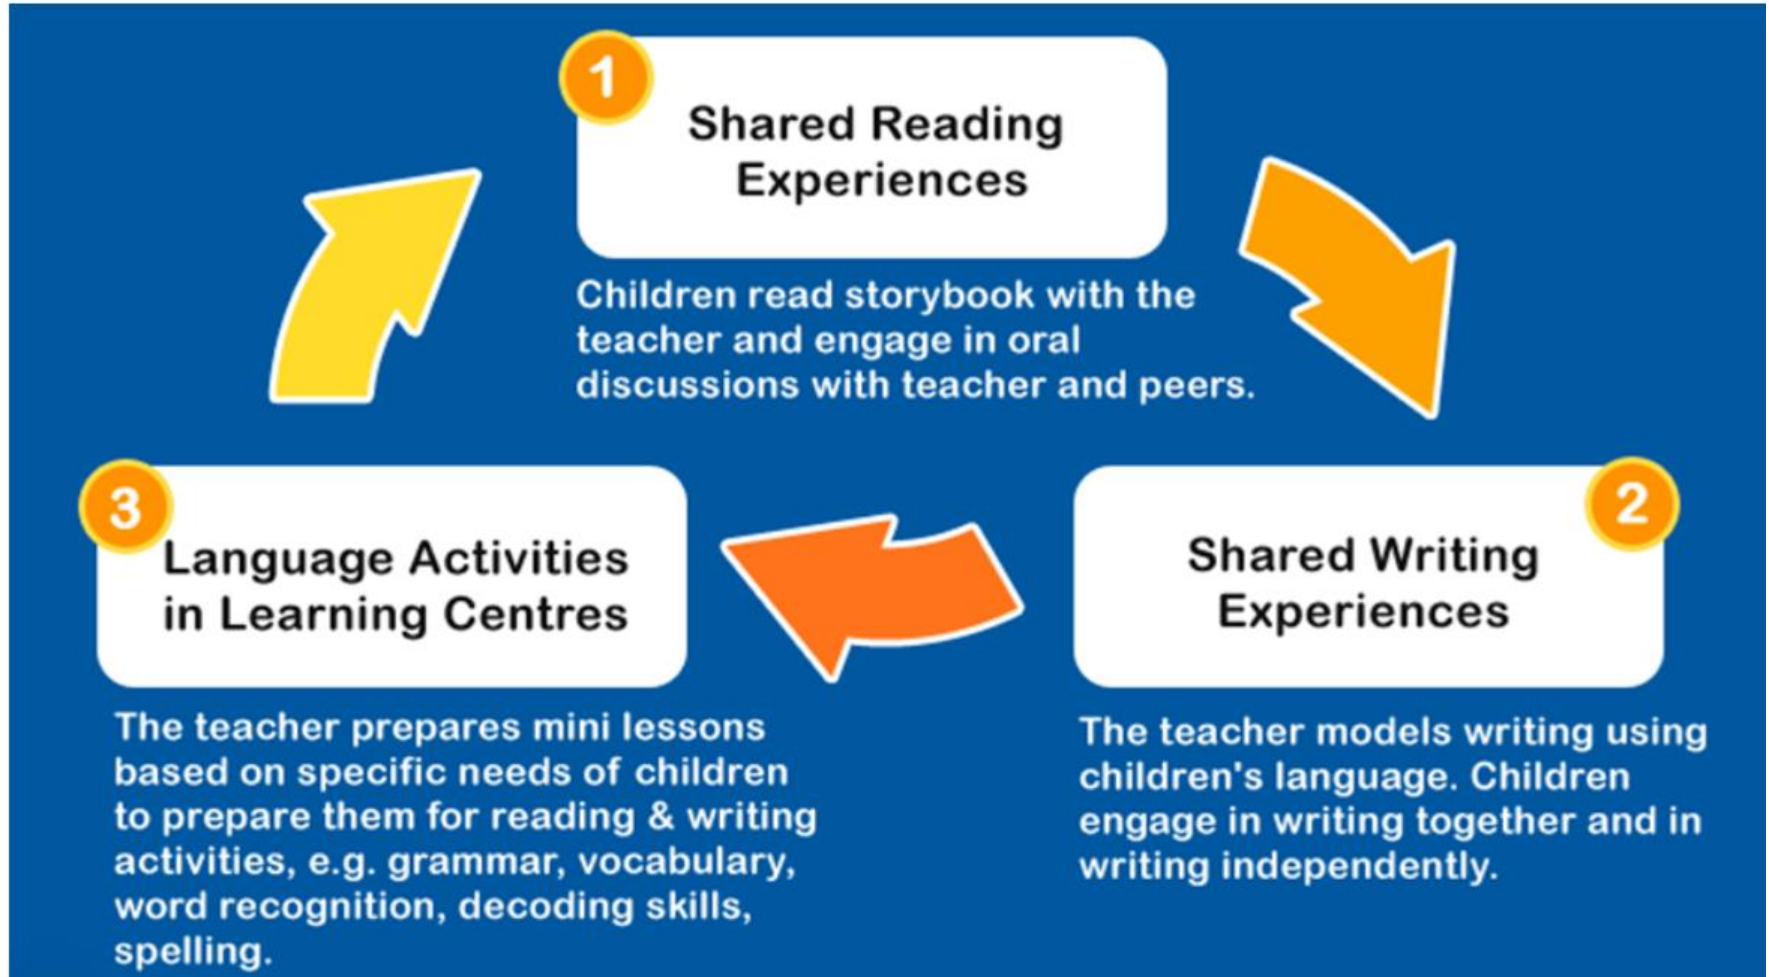 1
Shared Reading
Experiences
Children read storybook with the
teacher and engage in oral
discussions with teacher and peers.
2
Shared Writing
Experiences
The teacher models writing using
children's language. Children
engage in writing together and in
writing independently.
3
Language Activities
in Learning Centres
The teacher prepares mini lessons
based on specific needs of children
to prepare them for reading & writing
activities, e.g. grammar, vocabulary,
word recognition, decoding skills,
spelling.